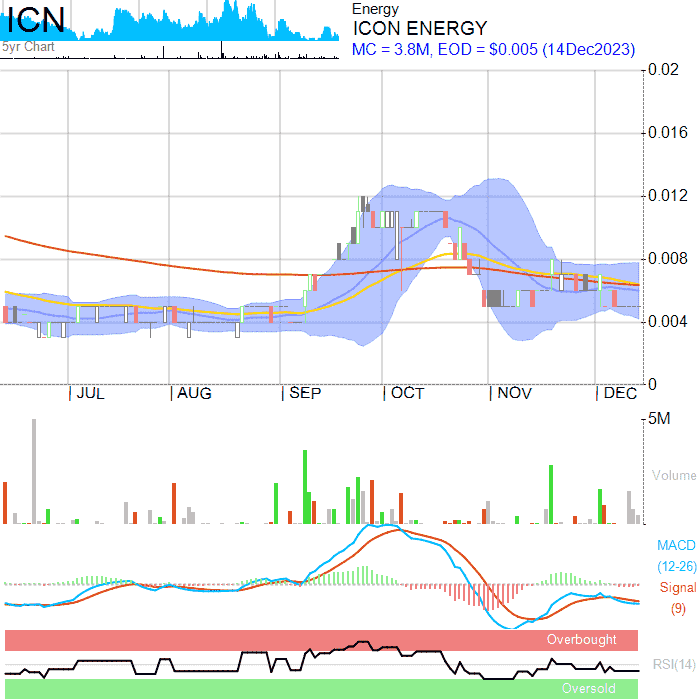 ICN
5yr Chart
Energy
ICON ENERGY
MC = 3.8M, EOD = $0.005 (14Dec2023)
0.02
0.016
0.012
0.008
0.004
0
JUL AUG SEP OCT NOV DEC
5M
Volume
MACD
(12-26)
Signal
(9)
Overbought
RSI(14)
Oversold